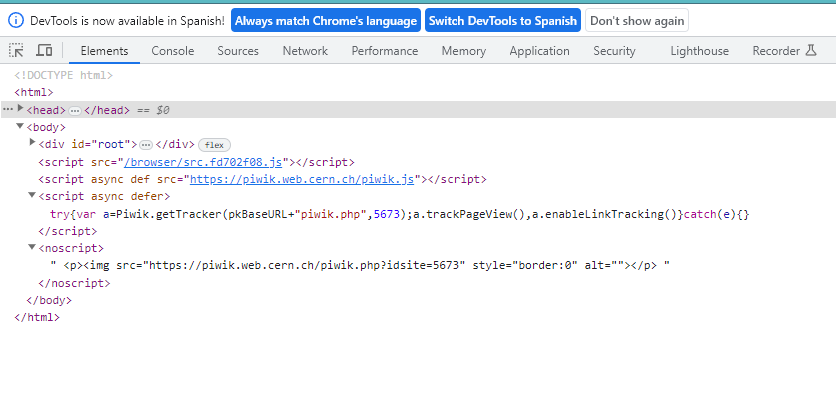 DevTools is now available in Spanish! Always match Chrome's language Switch DevTools to Spanish Don't show again
Elements Console Sources Network Performance Memory Application Security Lighthouse Recorder
<!DOCTYPE html>
<html>
<head>…</head> == $0
<body>
<div id="root">…</div> flex
<script src="/browser/src.fd702f08.js"></script>
<script async def src="https://piwik.web.cern.ch/piwik.js"></script>
<script async defer>
try{var a=Piwik.getTracker(pkBaseURL+"piwik.php",5673);a.trackPageView(),a.enableLinkTracking()}catch(e){}
</script>
<noscript>
" <p><img src="https://piwik.web.cern.ch/piwik.php?idsite=5673" style="border:0" alt=""></p> "
</noscript>
</body>
</html>